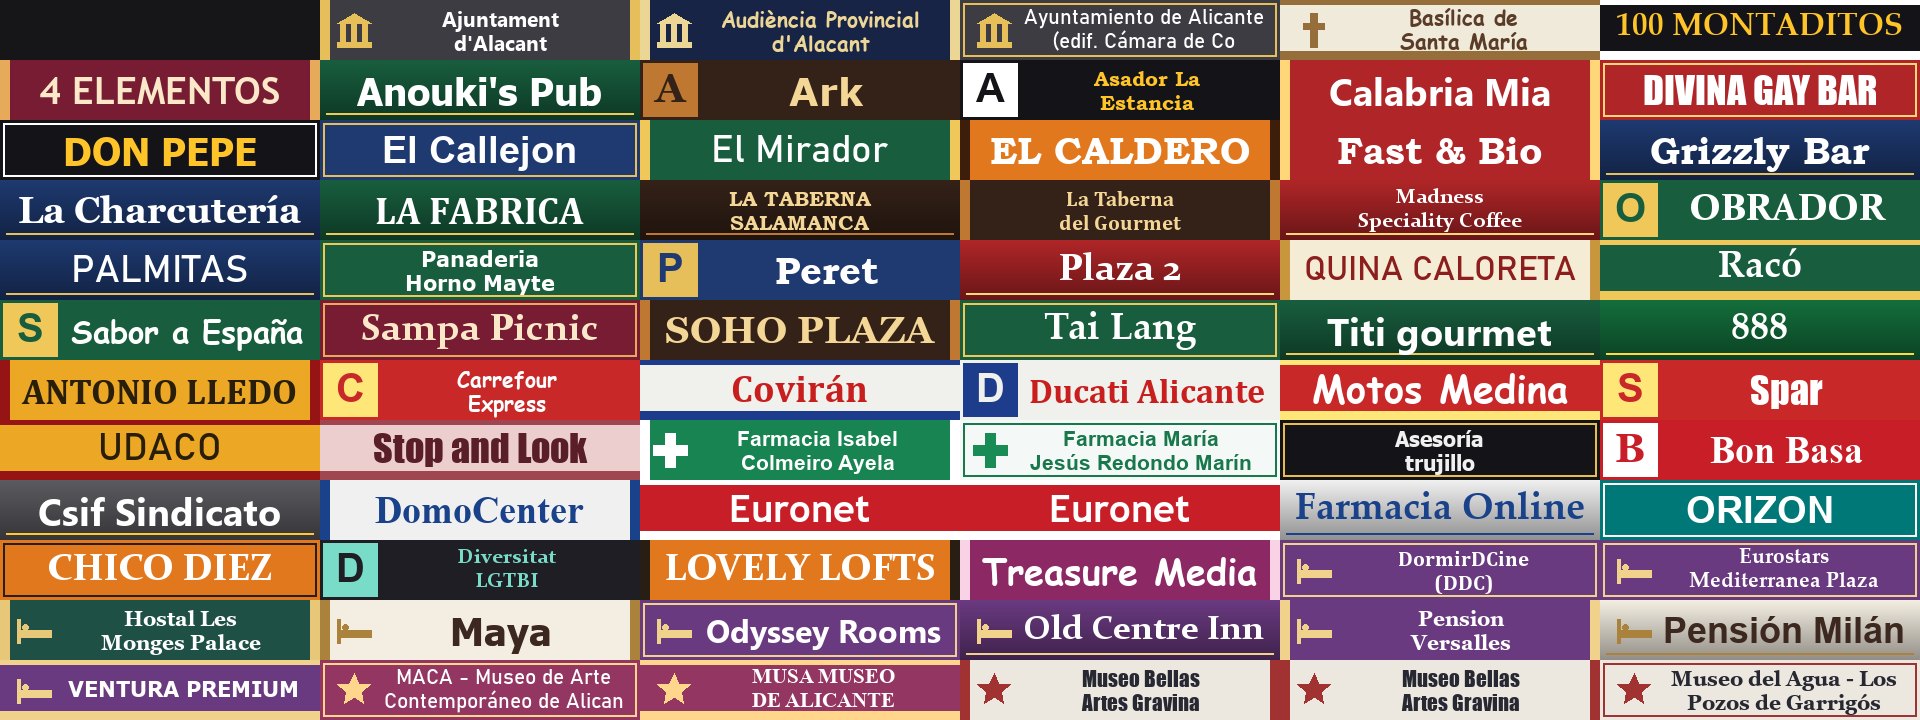 Ajuntament
d'Alacant
Audiència Provincial
d'Alacant
Ayuntamiento de Alicante
(edif. Cámara de Co
Basílica de
Santa María
100 MONTADITOS
4 ELEMENTOS
Anouki's Pub
A
Ark
A
Asador La
Estancia
Calabria Mia
DIVINA GAY BAR
DON PEPE
El Callejon
El Mirador
EL CALDERO
Fast & Bio
Grizzly Bar
La Charcutería
LA FABRICA
LA TABERNA
SALAMANCA
La Taberna
del Gourmet
Madness
Speciality Coffee
O
OBRADOR
PALMITAS
Panaderia
Horno Mayte
P
Peret
Plaza 2
QUINA CALORETA
Racó
S
Sabor a España
Sampa Picnic
SOHO PLAZA
Tai Lang
Titi gourmet
888
ANTONIO LLEDO
C
Carrefour
Express
Covirán
D
Ducati Alicante
Motos Medina
S
Spar
UDACO
Stop and Look
Farmacia Isabel
Colmeiro Ayela
Farmacia María
Jesús Redondo Marín
Asesoría
trujillo
B
Bon Basa
Csif Sindicato
DomoCenter
Euronet
Euronet
Farmacia Online
ORIZON
CHICO DIEZ
D
Diversitat
LGTBI
LOVELY LOFTS
Treasure Media
DormirDCine
(DDC)
Eurostars
Mediterranea Plaza
Hostal Les
Monges Palace
Maya
Odyssey Rooms
Old Centre Inn
Pension
Versalles
Pensión Milán
VENTURA PREMIUM
MACA - Museo de Arte
Contemporáneo de Alican
MUSA MUSEO
DE ALICANTE
Museo Bellas
Artes Gravina
Museo Bellas
Artes Gravina
Museo del Agua - Los
Pozos de Garrigós